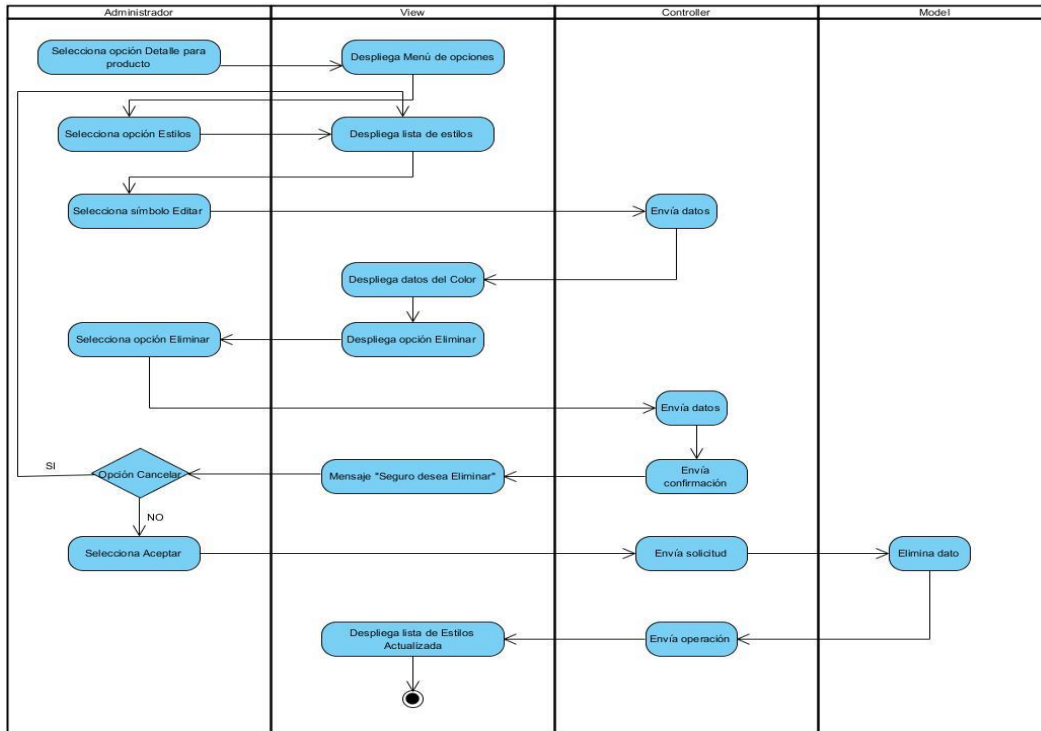 Administrador
View
Controller
Model
Selecciona opción Detalle para
producto
Despliega Menú de opciones
Selecciona opción Estilos
Despliega lista de estilos
Selecciona símbolo Editar
Envía datos
Despliega datos del Color
Selecciona opción Eliminar
Despliega opción Eliminar
Envía datos
SI
Opción Cancelar
Mensaje "Seguro desea Eliminar"
Envía
confirmación
NO
Selecciona Aceptar
Envía solicitud
Elimina dato
Despliega lista de Estilos
Actualizada
Envía operación